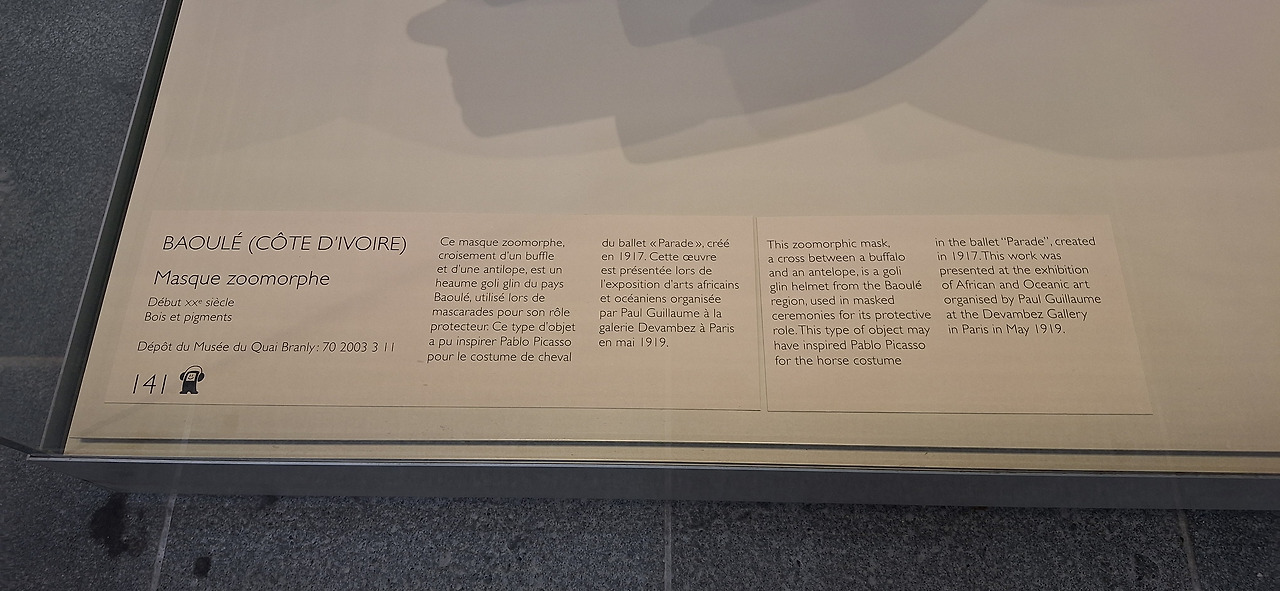 BAOULÉ (CÔTE D'IVOIRE)
Masque zoomorphe
Début XXᵉ siècle
Bois et pigments
Dépôt du Musée du Quai Branly : 70 2003 3 11
141
Ce masque zoomorphe,
croisement d'un buffle
et d'une antilope, est un
heaume goli glin du pays
Baoulé, utilisé lors de
mascarades pour son rôle
protecteur. Ce type d'objet
a pu inspirer Pablo Picasso
pour le costume de cheval
du ballet « Parade », créé
en 1917. Cette œuvre
est présentée lors de
l'exposition d'arts africains
et océaniens organisée
par Paul Guillaume à la
galerie Devambez à Paris
en mai 1919.
This zoomorphic mask,
a cross between a buffalo
and an antelope, is a goli
glin helmet from the Baoulé
region, used in masked
ceremonies for its protective
role. This type of object may
have inspired Pablo Picasso
for the horse costume
in the ballet "Parade", created
in 1917. This work was
presented at the exhibition
of African and Oceanic art
organised by Paul Guillaume
at the Devambez Gallery
in Paris in May 1919.